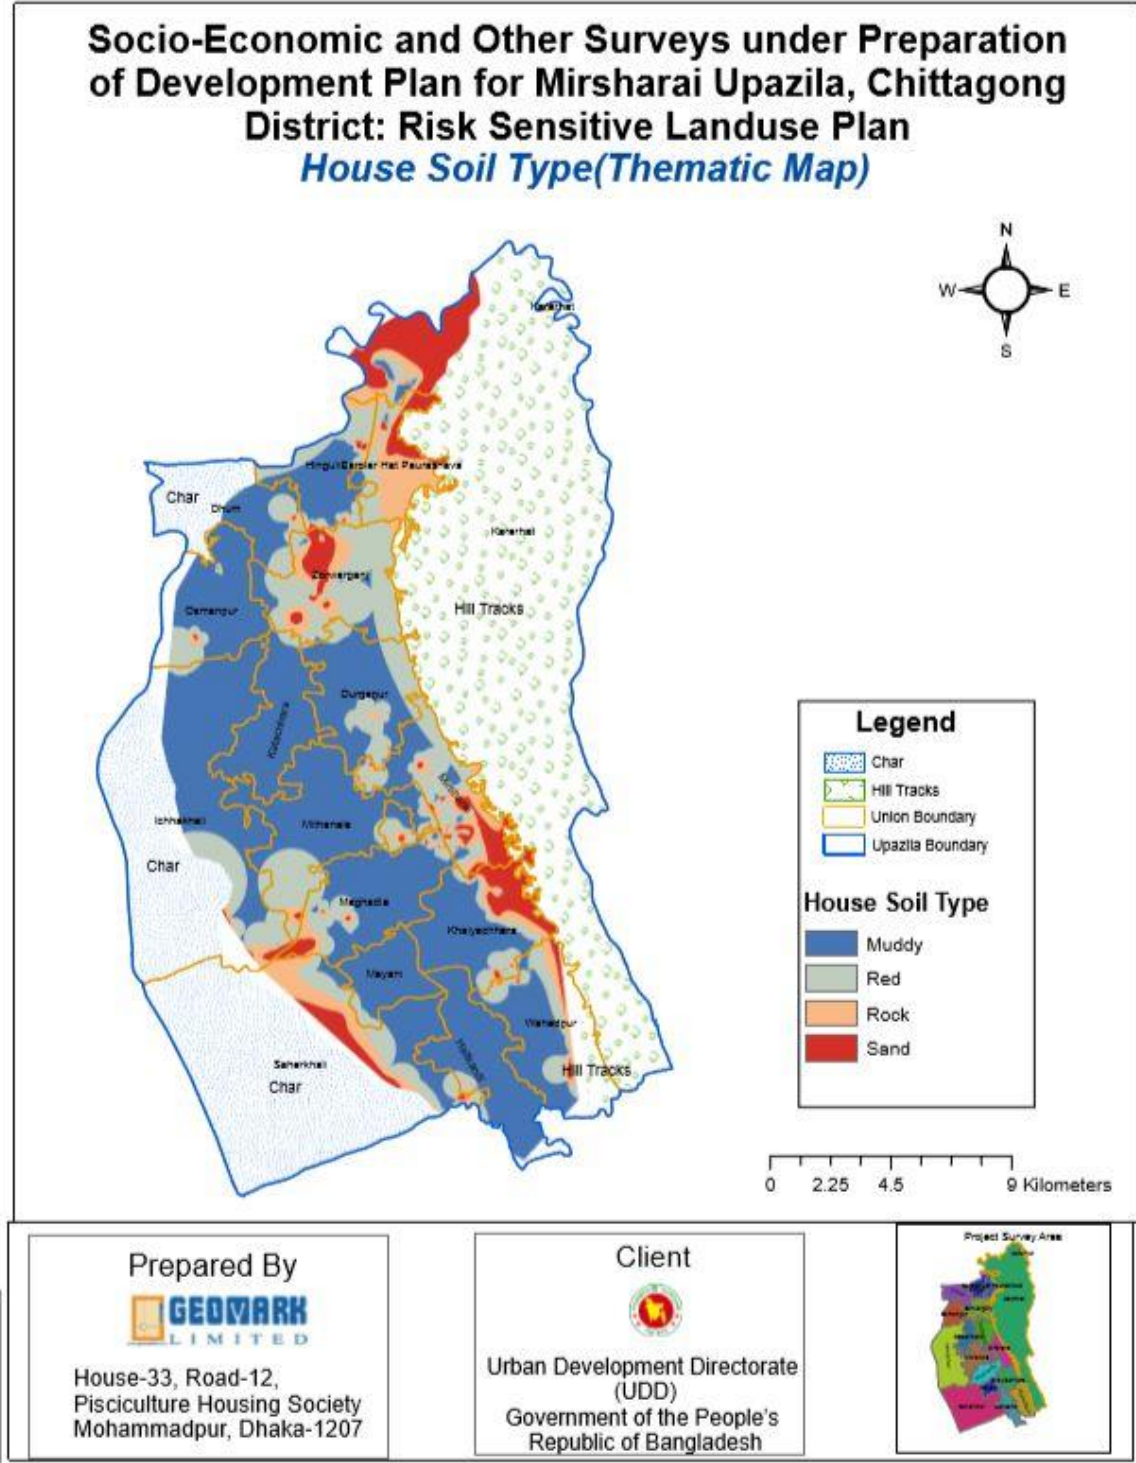 Socio-Economic and Other Surveys under Preparation
of Development Plan for Mirsharai Upazila, Chittagong
District: Risk Sensitive Landuse Plan
House Soil Type(Thematic Map)
N
W
E
S
Char
Dhum
Hill Tracks
Osmanpur
Durgapur
Mithanala
Char
Maghadia
Khaiyachhara
Mayani
Wahedpur
Hill Tracks
Saherkhali
Char
Legend
Char
Hill Tracks
Union Boundary
Upazila Boundary
House Soil Type
Muddy
Red
Rock
Sand
0 2.25 4.5 9 Kilometers
Prepared By
GEOMARK
LIMITED
House-33, Road-12,
Pisciculture Housing Society
Mohammadpur, Dhaka-1207
Client
Urban Development Directorate
(UDD)
Government of the People's
Republic of Bangladesh
Project Survey Area